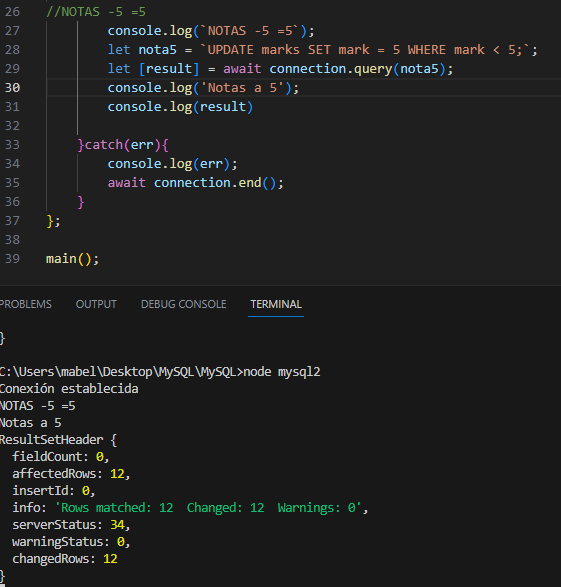 26 //NOTAS -5 =5
27 console.log(`NOTAS -5 =5`);
28 let nota5 = `UPDATE marks SET mark = 5 WHERE mark < 5;`;
29 let [result] = await connection.query(nota5);
30 console.log('Notas a 5');
31 console.log(result)
32
33 }catch(err){
34 console.log(err);
35 await connection.end();
36 }
37 };
38
39 main();
PROBLEMS OUTPUT DEBUG CONSOLE TERMINAL
}
C:\Users\mabel\Desktop\MySQL\MySQL>node mysql2
Conexión establecida
NOTAS -5 =5
Notas a 5
ResultSetHeader {
fieldCount: 0,
affectedRows: 12,
insertId: 0,
info: 'Rows matched: 12  Changed: 12  Warnings: 0',
serverStatus: 34,
warningStatus: 0,
changedRows: 12
}